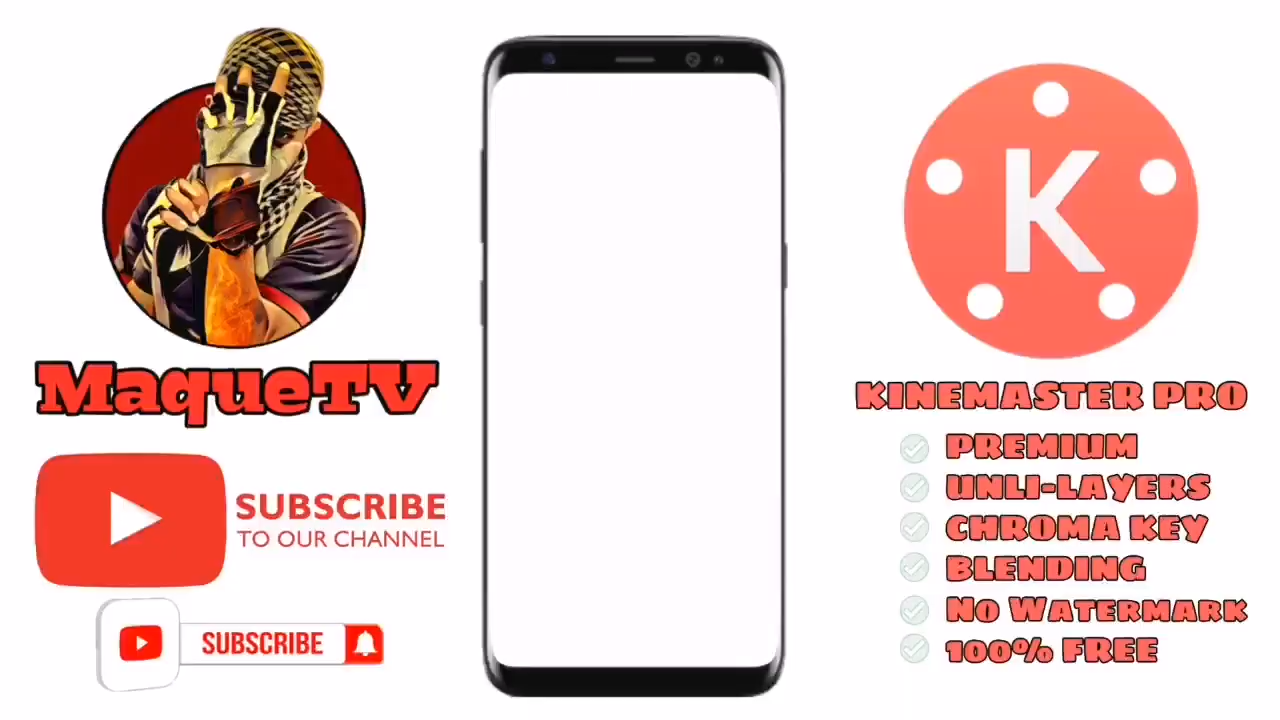 MaqueTV
SUBSCRIBE
TO OUR CHANNEL
SUBSCRIBE
K
KINEMASTER PRO
PREMIUM
UNLI-LAYERS
CHROMA KEY
BLENDING
No Watermark
100% FREE